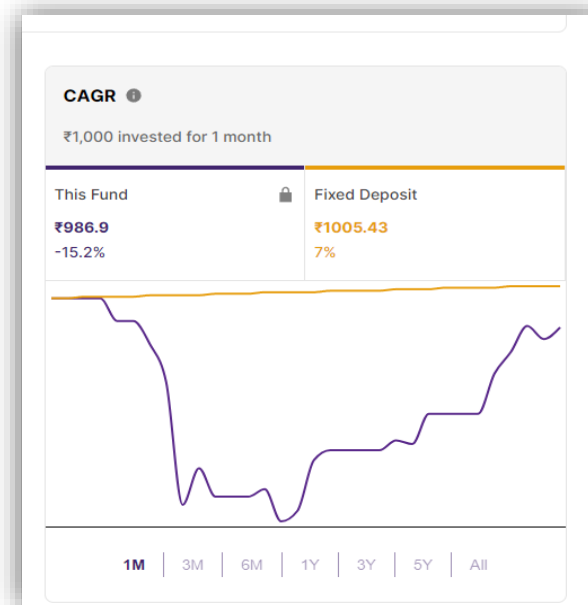 CAGR
₹1,000 invested for 1 month
This Fund
₹986.9
-15.2%
Fixed Deposit
₹1005.43
7%
1M 3M 6M 1Y 3Y 5Y All